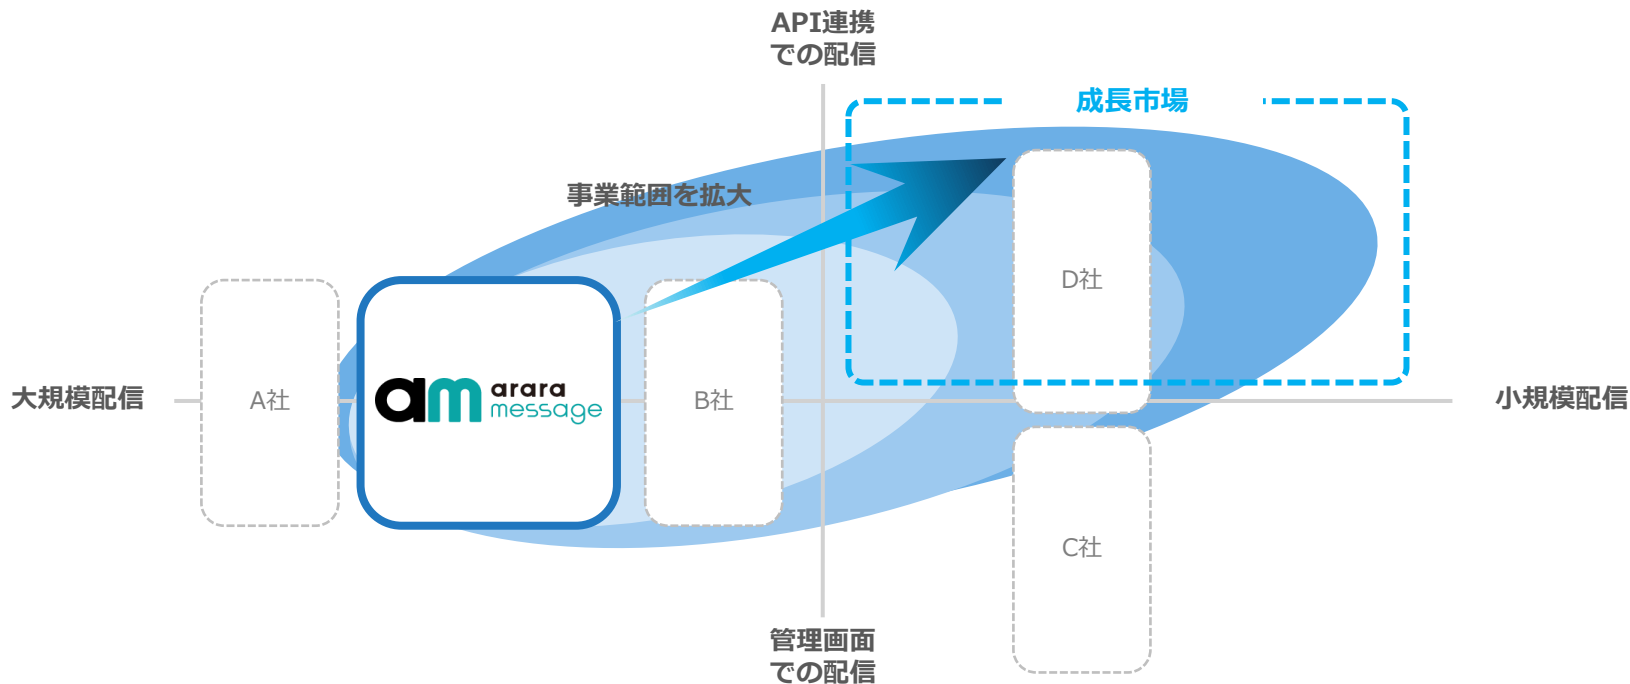 API連携
での配信
成長市場
事業範囲を拡大
D社
大規模配信
A社
am arara
message
B社
小規模配信
C社
管理画面
での配信